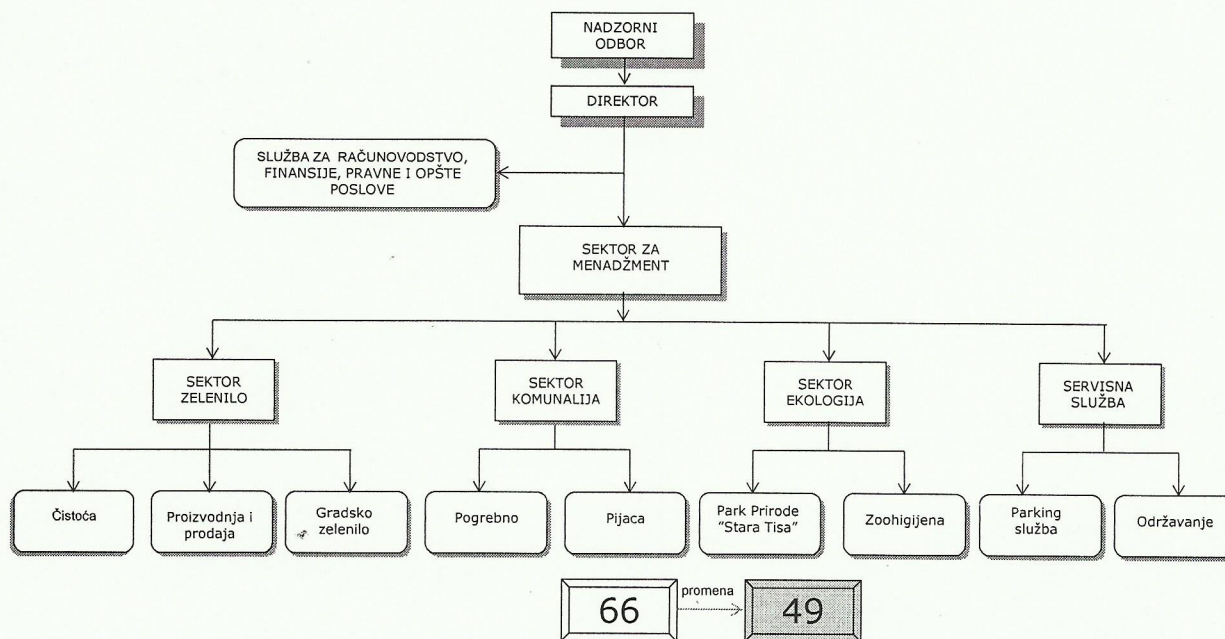 NADZORNI
ODBOR
DIREKTOR
SLUŽBA ZA RAČUNOVODSTVO,
FINANSIJE, PRAVNE I OPŠTE
POSLOVE
SEKTOR ZA
MENADŽMENT
SEKTOR
ZELENILO
SEKTOR
KOMUNALIJA
SEKTOR
EKOLOGIJA
SERVISNA
SLUŽBA
Čistoća
Proizvodnja i
prodaja
Gradsko
zelenilo
Pogrebno
Pijaca
Park Prirode
"Stara Tisa"
Zoohigijena
Parking
služba
Održavanje
66
promena
49